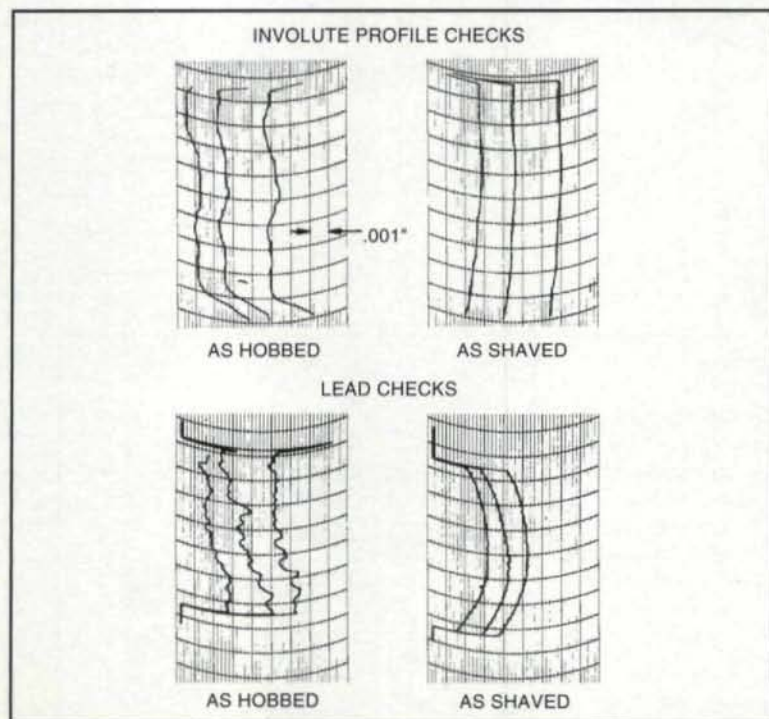 INVOLUTE PROFILE CHECKS
.001"
AS HOBBED AS SHAVED
LEAD CHECKS
AS HOBBED AS SHAVED